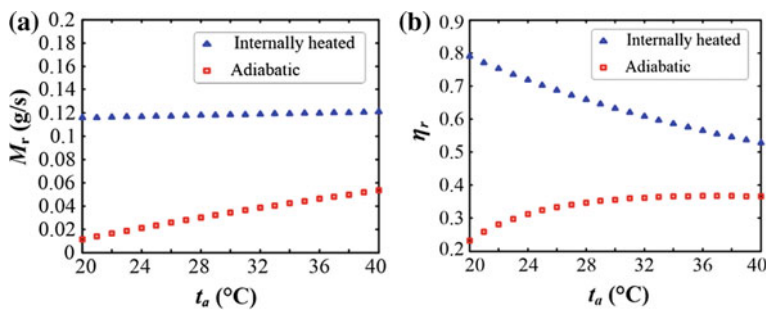 (a)
0.2
0.18
0.16
0.14
0.12
0.1
0.08
0.06
0.04
0.02
0
Mr (g/s)
Internally heated
Adiabatic
20 24 28 32 36 40
ta (°C)
(b)
0.9
0.8
0.7
0.6
0.5
0.4
0.3
0.2
ηr
Internally heated
Adiabatic
20 24 28 32 36 40
ta (°C)